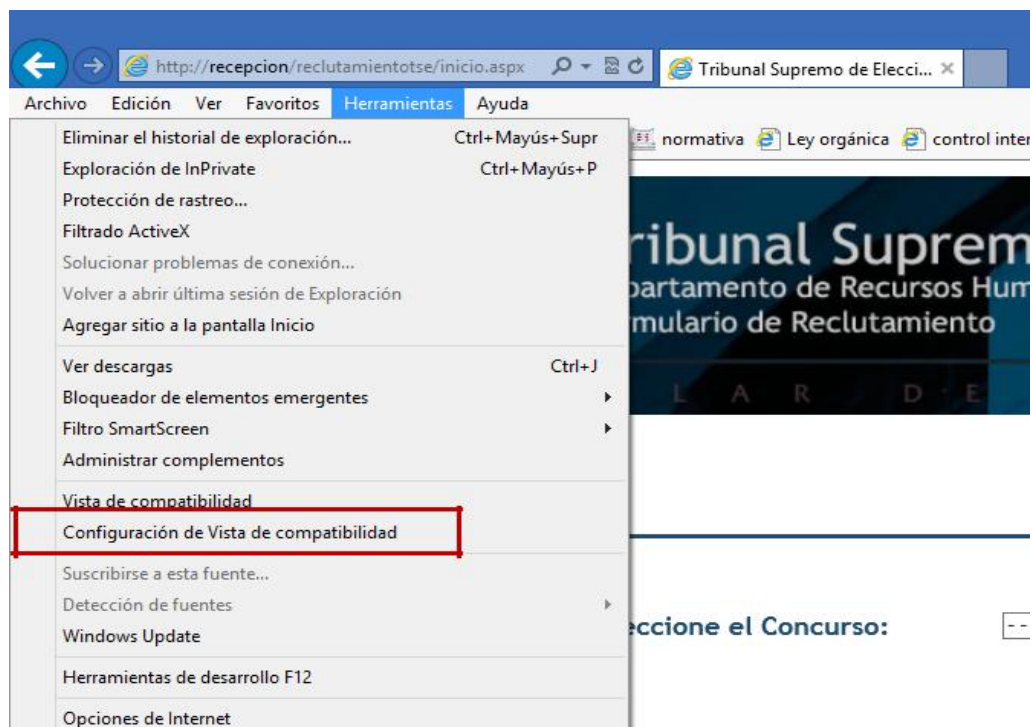 http://recepcion/reclutamientotse/inicio.aspx
Tribunal Supremo de Elecci...
Archivo Edición Ver Favoritos Herramientas Ayuda
normativa Ley orgánica control
Eliminar el historial de exploración... Ctrl+Mayús+Supr
Exploración de InPrivate Ctrl+Mayús+P
Protección de rastreo...
Filtrado ActiveX
Solucionar problemas de conexión...
Volver a abrir última sesión de Exploración
Agregar sitio a la pantalla Inicio
Ver descargas Ctrl+J
Bloqueador de elementos emergentes
Filtro SmartScreen
Administrar complementos
Vista de compatibilidad
Configuración de Vista de compatibilidad
Suscribirse a esta fuente...
Detección de fuentes
Windows Update
Herramientas de desarrollo F12
Opciones de Internet
ribunal Suprem
partamento de Recursos Hum
mulario de Reclutamiento
L A R D E
eccione el Concurso: --